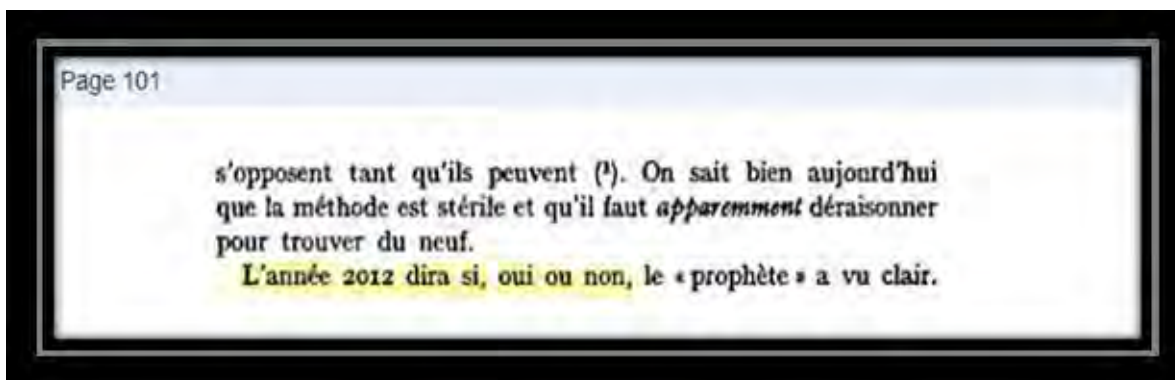 Page 101
s'opposent tant qu'ils peuvent (¹). On sait bien aujourd'hui
que la méthode est stérile et qu'il faut apparemment déraisonner
pour trouver du neuf.
L'année 2012 dira si, oui ou non, le « prophète » a vu clair.